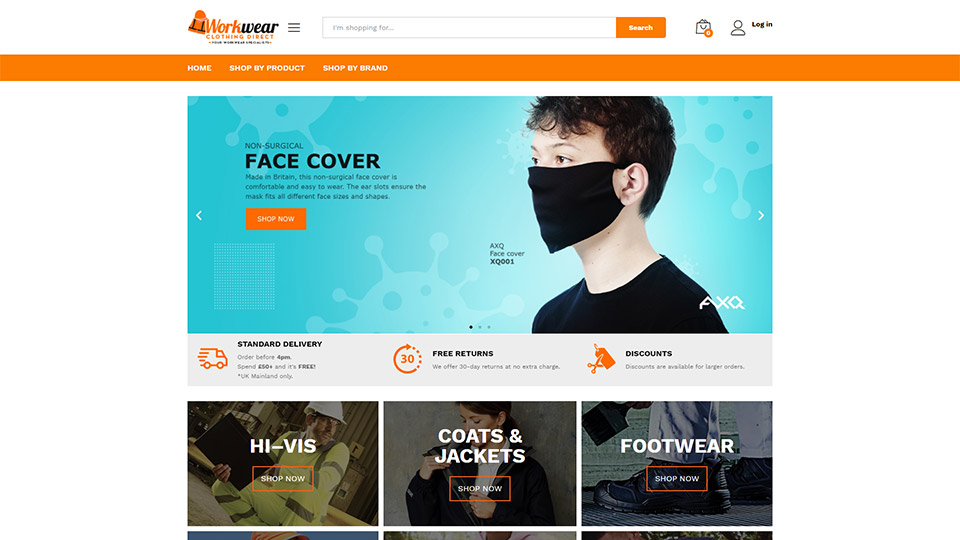 Workwear
CLOTHING DIRECT
YOUR WORKWEAR SPECIALISTS
I'm shopping for...
Search
0
Log in
HOME
SHOP BY PRODUCT
SHOP BY BRAND
NON-SURGICAL
FACE COVER
Made in Britain, this non-surgical face cover is
comfortable and easy to wear. The ear slots ensure the
mask fits all different face sizes and shapes.
SHOP NOW
AXQ
Face cover
XQ001
AXQ
STANDARD DELIVERY
Order before 4pm.
Spend £50+ and it's FREE!
*UK Mainland only.
30
FREE RETURNS
We offer 30-day returns at no extra charge.
DISCOUNTS
Discounts are available for larger orders.
HI–VIS
SHOP NOW
COATS &
JACKETS
SHOP NOW
FOOTWEAR
SHOP NOW